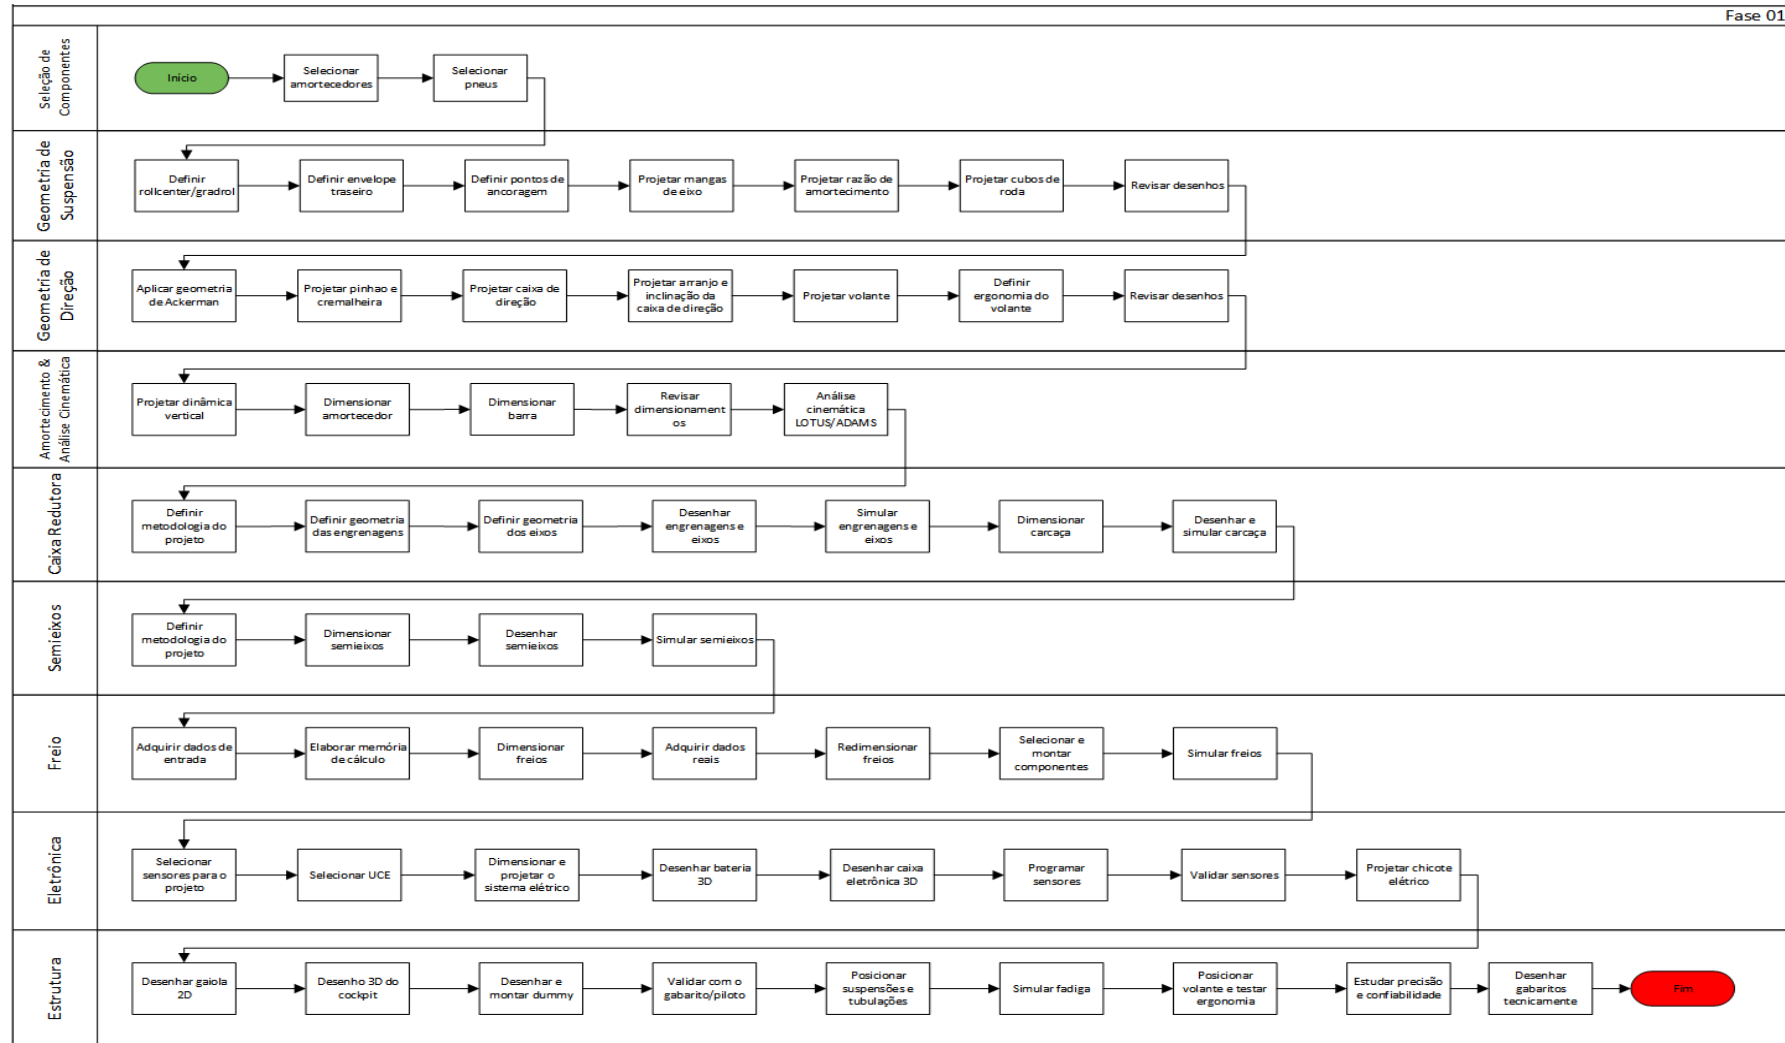 Fase 01
Seleção de
Componentes
Início
Selecionar
amortecedores
Selecionar
pneus
Geometria de
Suspensão
Definir
rollcenter/gradrol
Definir envelope
traseiro
Definir pontos de
ancoragem
Projetar mangas
de eixo
Projetar razão de
amortecimento
Projetar cubos de
roda
Revisar desenhos
Geometria de
Direção
Aplicar geometria
de Ackerman
Projetar pinhao e
cremalheira
Projetar caixa de
direção
Projetar arranjo e
inclinação da
caixa de direção
Projetar volante
Definir
ergonomia do
volante
Revisar desenhos
Amortecimento &
Análise Cinemática
Projetar dinâmica
vertical
Dimensionar
amortecedor
Dimensionar
barra
Revisar
dimensionament
os
Análise
cinemática
LOTUS/ADAMS
Caixa Redutora
Definir
metodologia do
projeto
Definir geometria
das engrenagens
Definir geometria
dos eixos
Desenhar
engrenagens e
eixos
Simular
engrenagens e
eixos
Dimensionar
carcaça
Desenhar e
simular carcaça
Semieixos
Definir
metodologia do
projeto
Dimensionar
semieixos
Desenhar
semieixos
Simular semieixos
Freio
Adquirir dados de
entrada
Elaborar memória
de cálculo
Dimensionar
freios
Adquirir dados
reais
Redimensionar
freios
Selecionar e
montar
componentes
Simular freios
Eletrônica
Selecionar
sensores para o
projeto
Selecionar UCE
Dimensionar e
projetar o
sistema elétrico
Desenhar bateria
3D
Desenhar caixa
eletrônica 3D
Programar
sensores
Validar sensores
Projetar chicote
elétrico
Estrutura
Desenhar gaiola
2D
Desenho 3D do
cockpit
Desenhar e
montar dummy
Validar com o
gabarito/piloto
Posicionar
suspensões e
tubulações
Simular fadiga
Posicionar
volante e testar
ergonomia
Estudar precisão
e confiabilidade
Desenhar
gabaritos
tecnicamente
Fim